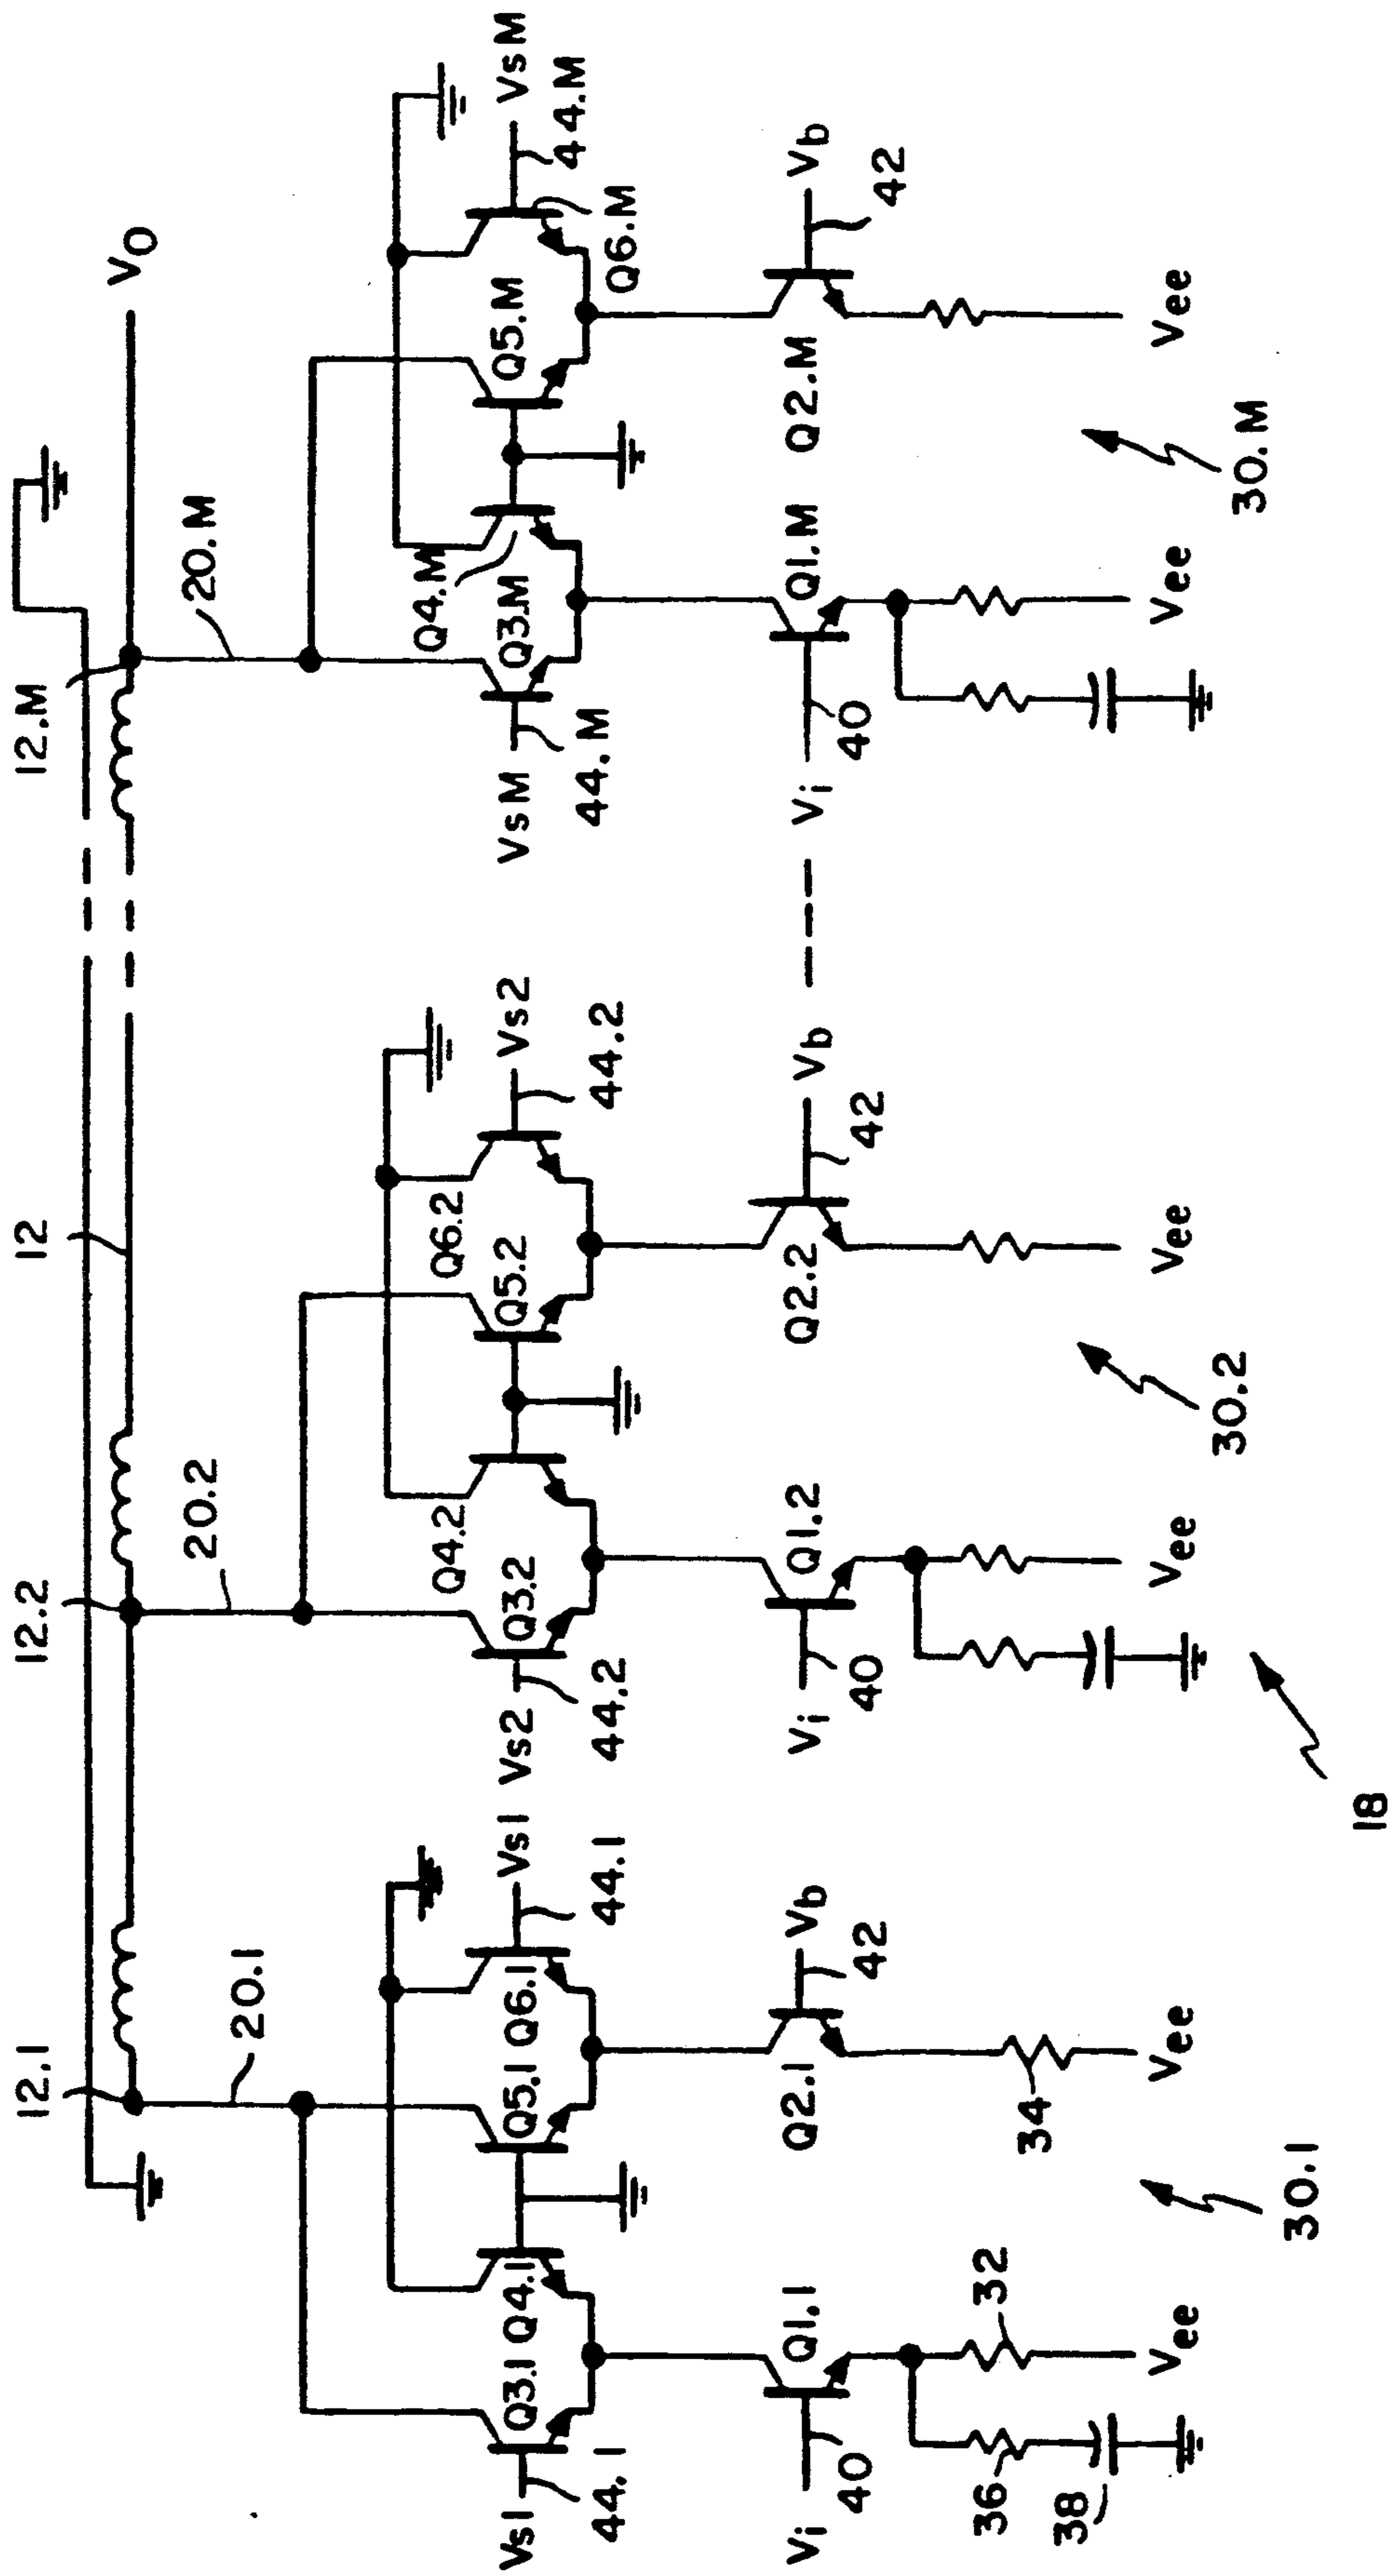 12.1
12.2
12
12.M
Vo
20.1
20.2
20.M
Q4.2
Q6.2
Q4.M
Vs1
Q3.1
Q4.1
Q5.1
Q6.1
Vs1
Vs2
Q3.2
Q5.2
Vs2
VsM
Q3.M
Q5.M
VsM
44.1
44.1
44.2
44.2
44.M
Q6.M
44.M
Vi
Q1.1
Q2.1
Vb
Vi
Q1.2
Q2.2
Vb
Vi
Q1.M
Q2.M
Vb
40
42
40
42
40
42
36
32
34
38
Vee
Vee
Vee
Vee
Vee
Vee
30.1
30.2
30.M
18